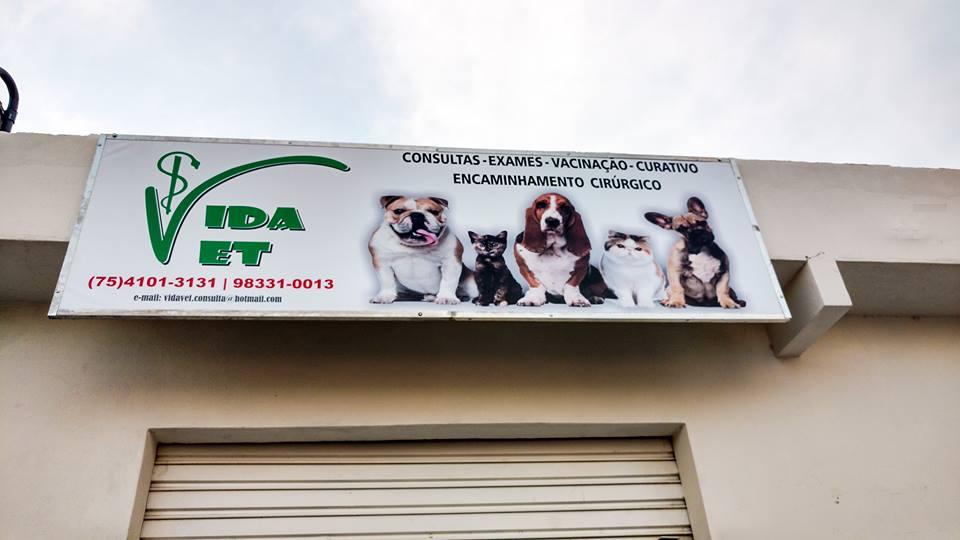 VIDA
VET
(75)4101-3131 | 98331-0013
e-mail: vidavet.consulta@hotmail.com
CONSULTAS - EXAMES - VACINAÇÃO - CURATIVO
ENCAMINHAMENTO CIRÚRGICO